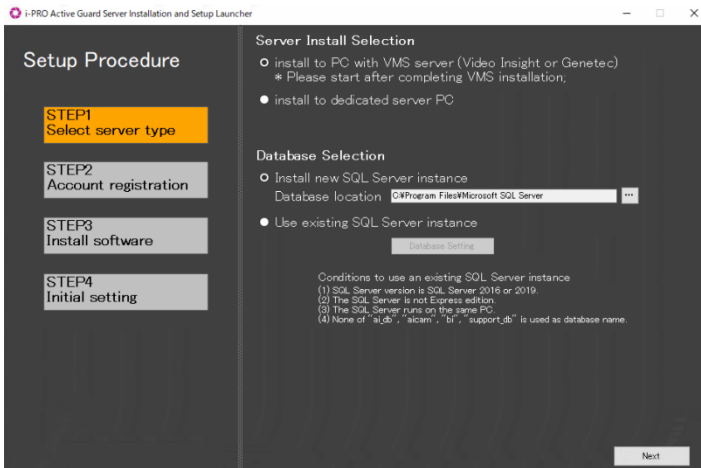 i-PRO Active Guard Server Installation and Setup Launcher
Setup Procedure
STEP1
Select server type
STEP2
Account registration
STEP3
Install software
STEP4
Initial setting
Server Install Selection
install to PC with VMS server (Video Insight or Genetec)
* Please start after completing VMS installation;
install to dedicated server PC
Database Selection
Install new SQL Server instance
Database location C:¥Program Files¥Microsoft SQL Server ...
Use existing SQL Server instance
Database Setting
Conditions to use an existing SQL Server instance
(1) SQL Server version is SQL Server 2016 or 2019.
(2) The SQL Server is not Express edition.
(3) The SQL Server runs on the same PC.
(4) None of "ai_db", "aicam", "bi", "support_db" is used as database name.
Next